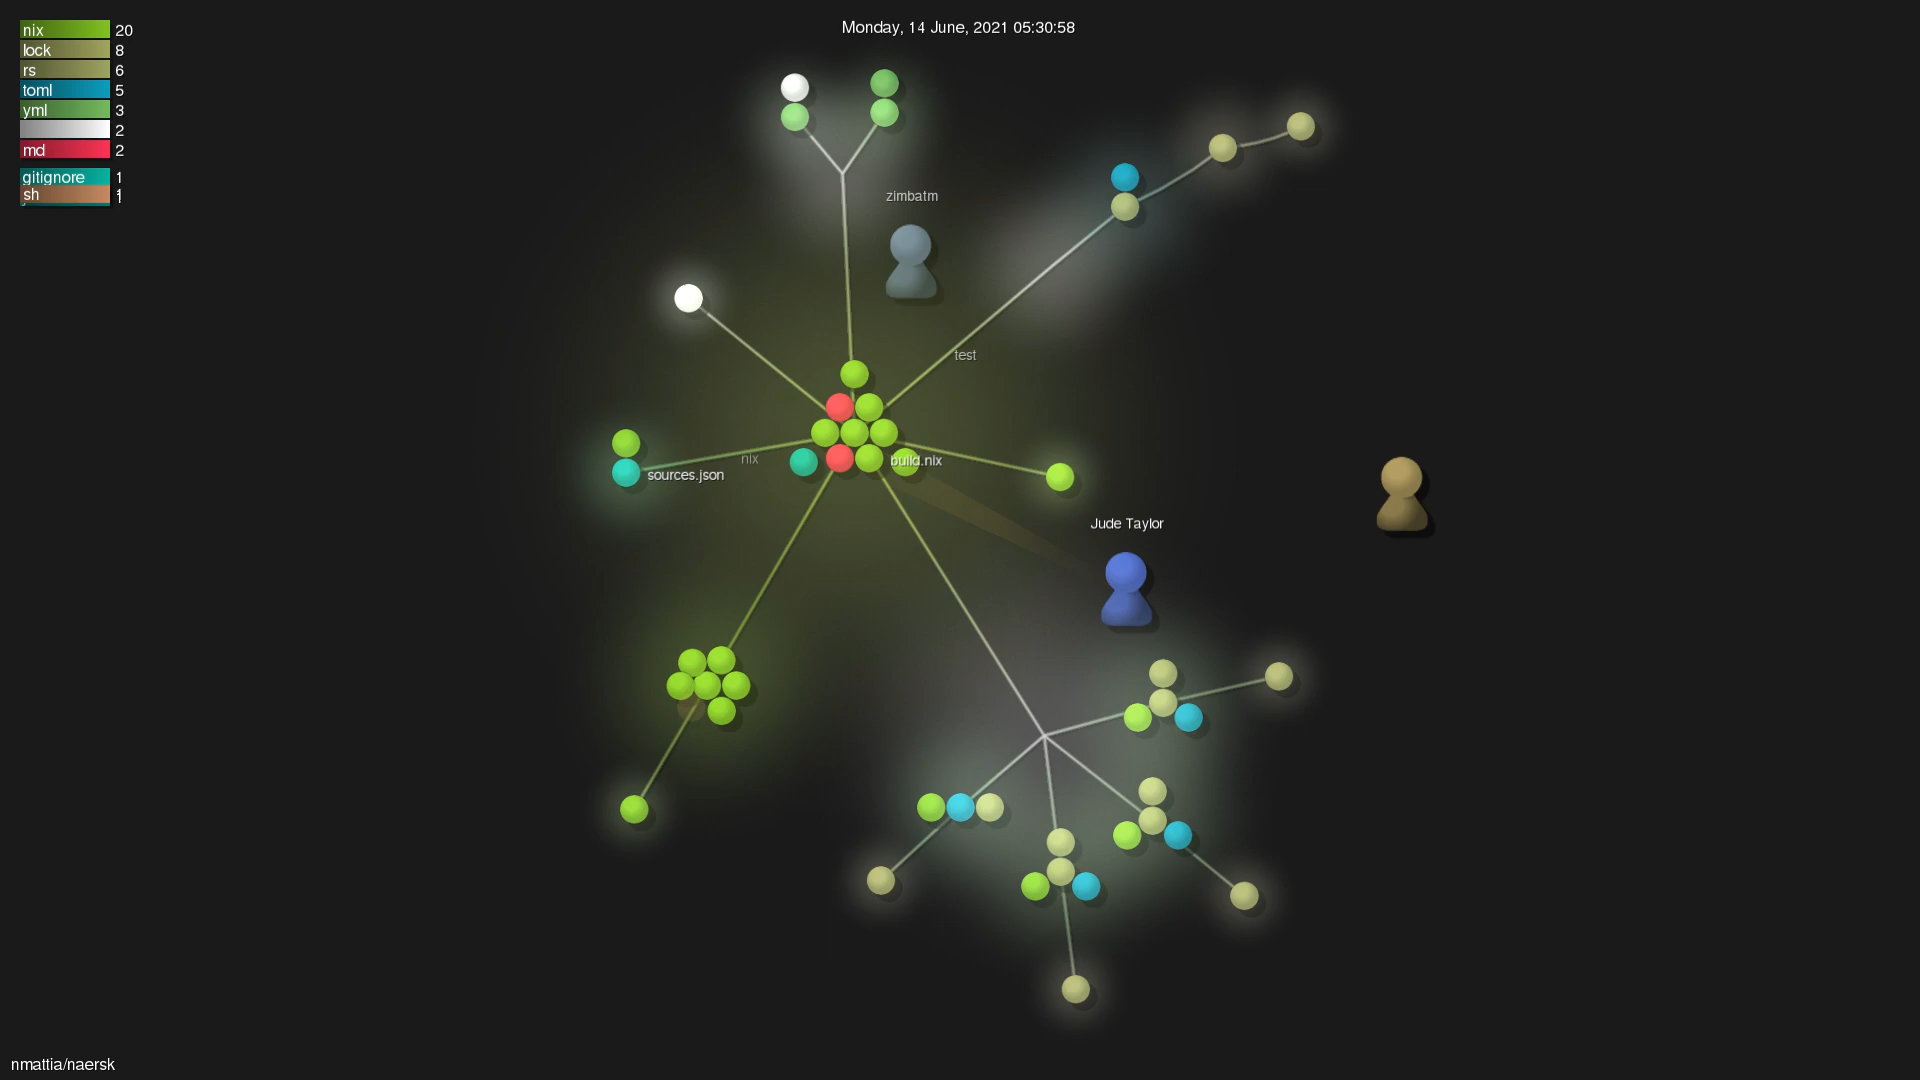 Monday, 14 June, 2021 05:30:58
nix 20
lock 8
rs 6
toml 5
yml 3
2
md 2
gitignore 1
sh
zimbatm
test
nix
build.nix
sources.json
Jude Taylor
nmattia/naersk